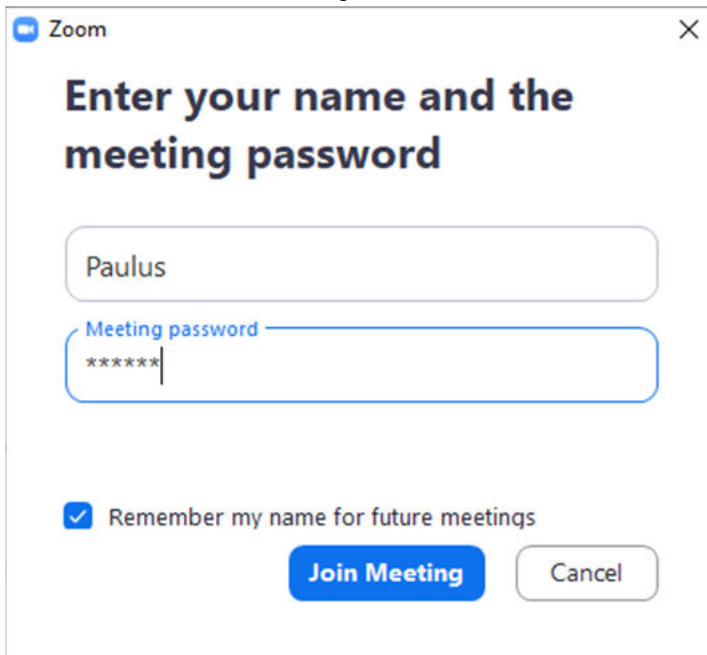 Zoom
Enter your name and the
meeting password
Paulus
Meeting password
******
Remember my name for future meetings
Join Meeting
Cancel